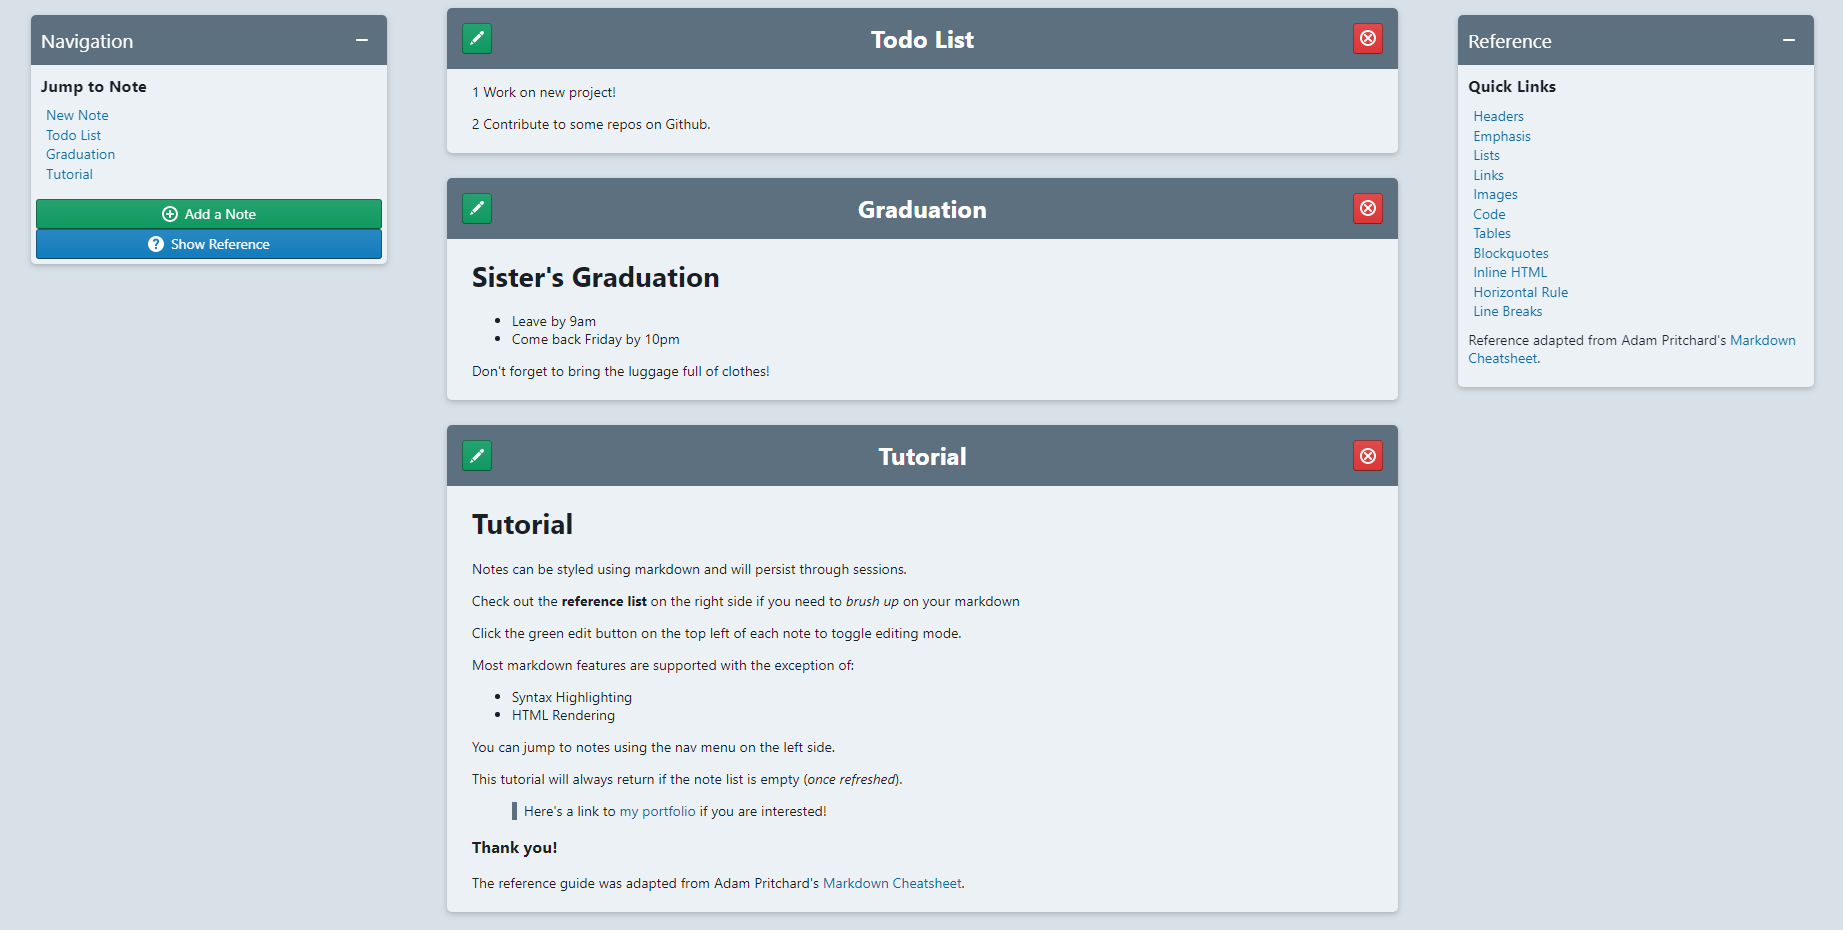 Navigation
Jump to Note
New Note
Todo List
Graduation
Tutorial
Add a Note
Show Reference
Todo List
1 Work on new project!
2 Contribute to some repos on Github.
Graduation
Sister's Graduation
Leave by 9am
Come back Friday by 10pm
Don't forget to bring the luggage full of clothes!
Tutorial
Tutorial
Notes can be styled using markdown and will persist through sessions.
Check out the reference list on the right side if you need to brush up on your markdown
Click the green edit button on the top left of each note to toggle editing mode.
Most markdown features are supported with the exception of:
Syntax Highlighting
HTML Rendering
You can jump to notes using the nav menu on the left side.
This tutorial will always return if the note list is empty (once refreshed).
Here's a link to my portfolio if you are interested!
Thank you!
The reference guide was adapted from Adam Pritchard's Markdown Cheatsheet.
Reference
Quick Links
Headers
Emphasis
Lists
Links
Images
Code
Tables
Blockquotes
Inline HTML
Horizontal Rule
Line Breaks
Reference adapted from Adam Pritchard's Markdown
Cheatsheet.